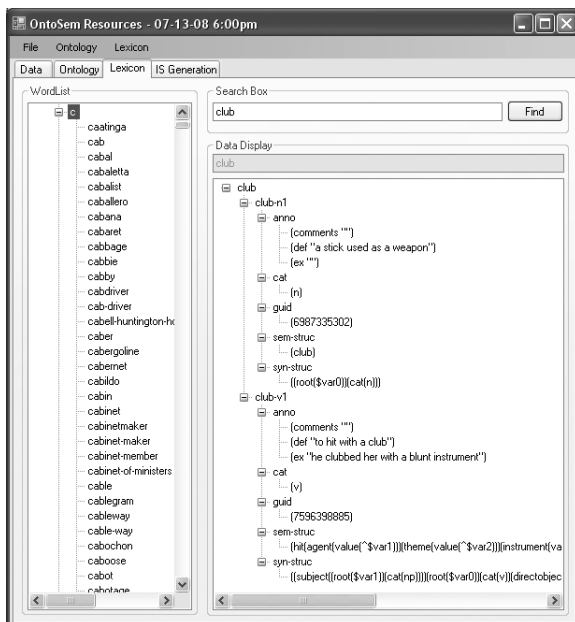 OntoSem Resources - 07-13-08 6:00pm
File Ontology Lexicon
Data Ontology Lexicon IS Generation
WordList
c
caatinga
cab
cabal
cabaletta
cabalist
caballero
cabana
cabaret
cabbage
cabbie
cabby
cabdriver
cab-driver
cabell-huntington-ho
caber
cabergoline
cabernet
cabildo
cabin
cabinet
cabinetmaker
cabinet-maker
cabinet-member
cabinet-of-ministers
cable
cablegram
cableway
cable-way
cabochon
caboose
cabot
cabotage
Search Box
club
Find
Data Display
club
club
club-n1
anno
(comments "")
(def "a stick used as a weapon")
(ex "")
cat
(n)
guid
(6987335302)
sem-struc
(club)
syn-struc
((root($var0))(cat(n)))
club-v1
anno
(comments "")
(def "to hit with a club")
(ex "he clubbed her with a blunt instrument")
cat
(v)
guid
(7596398885)
sem-struc
(hit(agent(value(^$var1)))(theme(value(^$var2)))(instrument(va
syn-struc
((subject((root($var1))(cat(np))))(root($var0))(cat(v))(directobjec